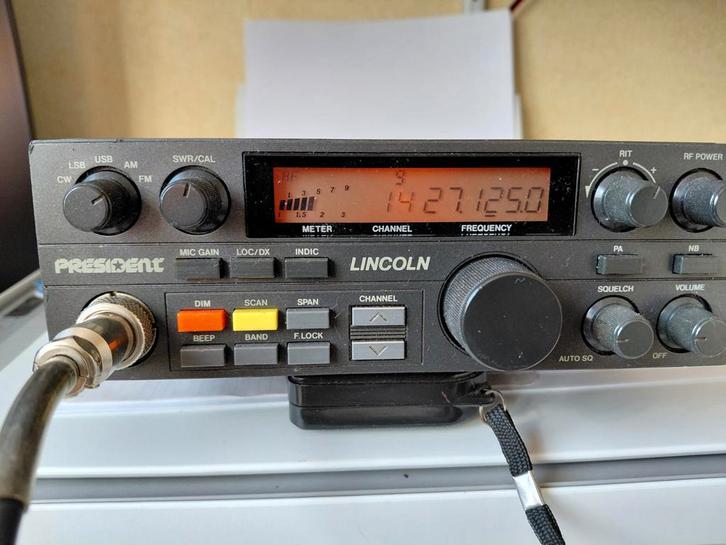 LSB USB AM
CW FM
SWR/CAL
RF 9
1 3 5 7 9
1 1.5 2 3
14 27.125.0
METER CHANNEL FREQUENCY
RIT
- +
RF POWER
PRESIDENT
MIC GAIN LOC/DX INDIC
LINCOLN
PA NB
DIM SCAN SPAN CHANNEL
BEEP BAND F.LOCK
SQUELCH VOLUME
AUTO SQ OFF